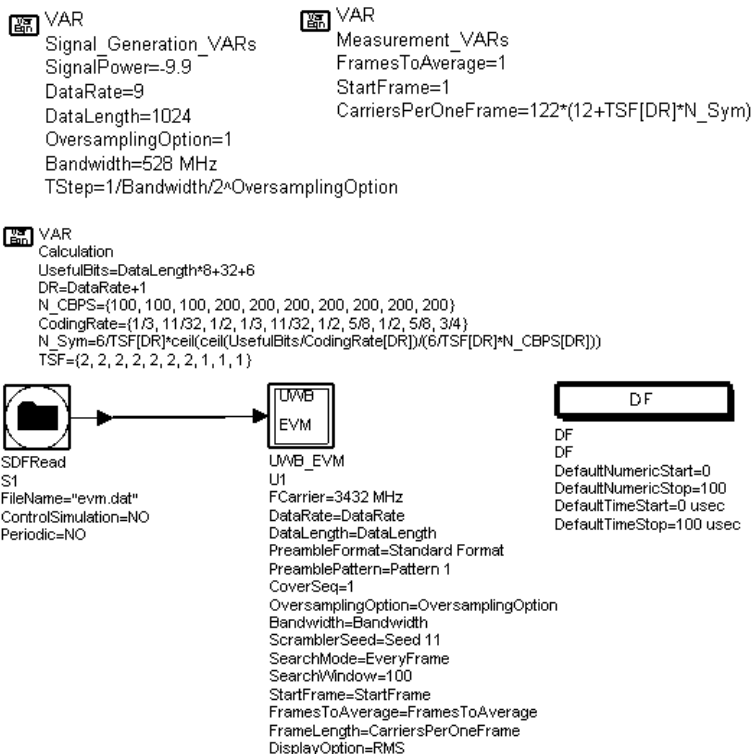 Var
Eqn
VAR
Signal_Generation_VARs
SignalPower=-9.9
DataRate=9
DataLength=1024
OversamplingOption=1
Bandwidth=528 MHz
TStep=1/Bandwidth/2^OversamplingOption
Var
Eqn
VAR
Measurement_VARs
FramesToAverage=1
StartFrame=1
CarriersPerOneFrame=122*(12+TSF[DR]*N_Sym)
Var
Eqn
VAR
Calculation
UsefulBits=DataLength*8+32+6
DR=DataRate+1
N_CBPS={100, 100, 100, 200, 200, 200, 200, 200, 200, 200}
CodingRate={1/3, 11/32, 1/2, 1/3, 11/32, 1/2, 5/8, 1/2, 5/8, 3/4}
N_Sym=6/TSF[DR]*ceil(ceil(UsefulBits/CodingRate[DR])/(6/TSF[DR]*N_CBPS[DR]))
TSF={2, 2, 2, 2, 2, 2, 2, 1, 1, 1}
SDFRead
S1
FileName="evm.dat"
ControlSimulation=NO
Periodic=NO
UWB
EVM
UWB_EVM
U1
FCarrier=3432 MHz
DataRate=DataRate
DataLength=DataLength
PreambleFormat=Standard Format
PreamblePattern=Pattern 1
CoverSeq=1
OversamplingOption=OversamplingOption
Bandwidth=Bandwidth
ScramblerSeed=Seed 11
SearchMode=EveryFrame
SearchWindow=100
StartFrame=StartFrame
FramesToAverage=FramesToAverage
FrameLength=CarriersPerOneFrame
DisplayOption=RMS
DF
DF
DF
DefaultNumericStart=0
DefaultNumericStop=100
DefaultTimeStart=0 usec
DefaultTimeStop=100 usec